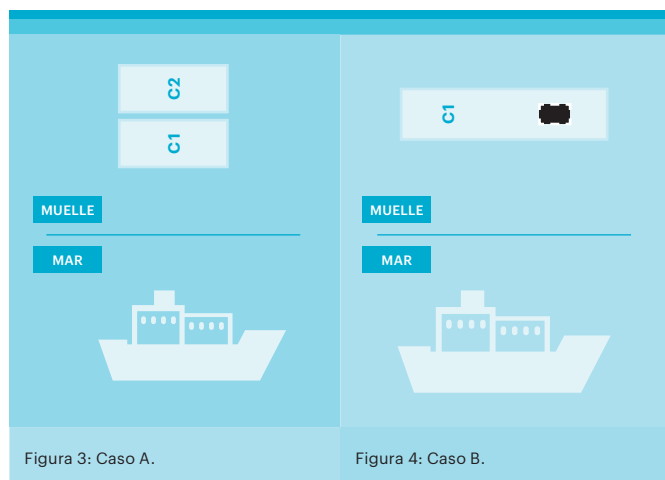 C2
C1
MUELLE
MAR
Figura 3: Caso A.
C1
MUELLE
MAR
Figura 4: Caso B.